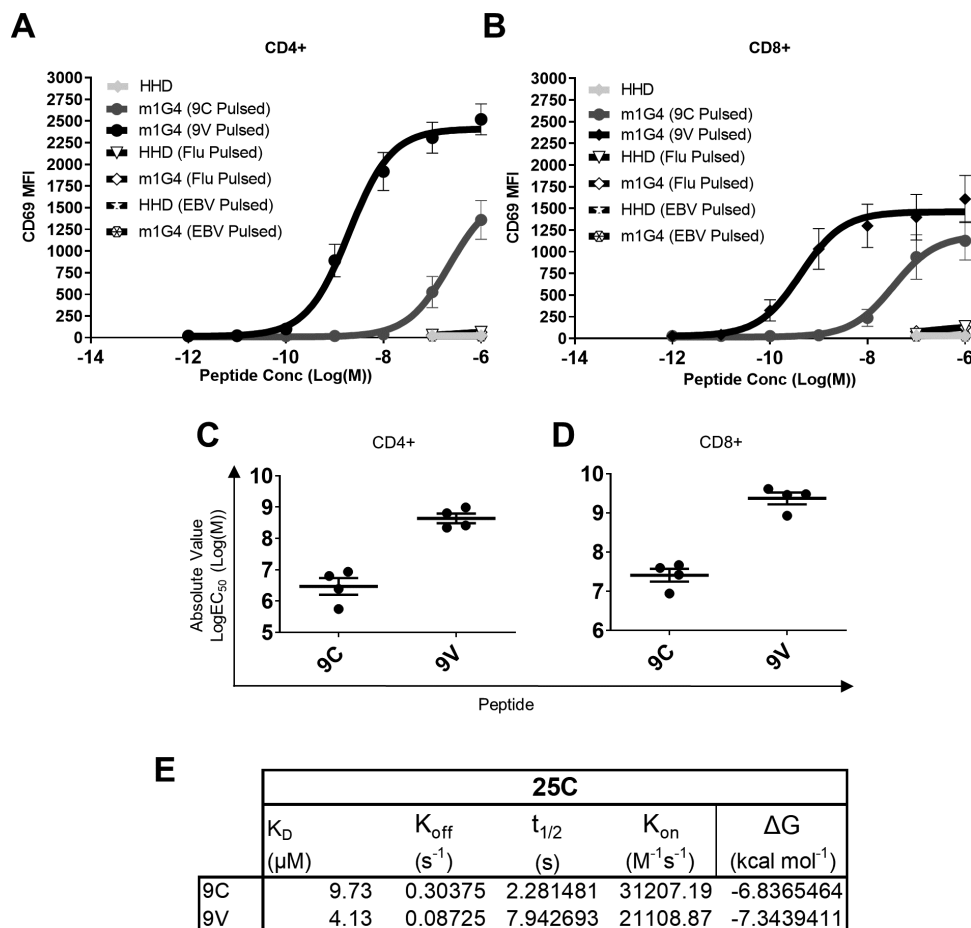 A
CD4+
3000
2750
2500
2250
2000
1750
1500
1250
1000
750
500
250
0
CD69 MFI
HHD
m1G4 (9C Pulsed)
m1G4 (9V Pulsed)
HHD (Flu Pulsed)
m1G4 (Flu Pulsed)
HHD (EBV Pulsed)
m1G4 (EBV Pulsed)
-14 -12 -10 -8 -6
Peptide Conc (Log(M))
B
CD8+
3000
2750
2500
2250
2000
1750
1500
1250
1000
750
500
250
0
CD69 MFI
HHD
m1G4 (9C Pulsed)
m1G4 (9V Pulsed)
HHD (Flu Pulsed)
m1G4 (Flu Pulsed)
HHD (EBV Pulsed)
m1G4 (EBV Pulsed)
-14 -12 -10 -8 -6
Peptide Conc (Log(M))
C
CD4+
Absolute Value
LogEC50 (Log(M))
10
9
8
7
6
5
9C 9V
D
CD8+
10
9
8
7
6
9C 9V
Peptide
E
25C
KD Koff t1/2 Kon ΔG
(µM) (s-1) (s) (M-1s-1) (kcal mol-1)
9C 9.73 0.30375 2.281481 31207.19 -6.8365464
9V 4.13 0.08725 7.942693 21108.87 -7.3439411